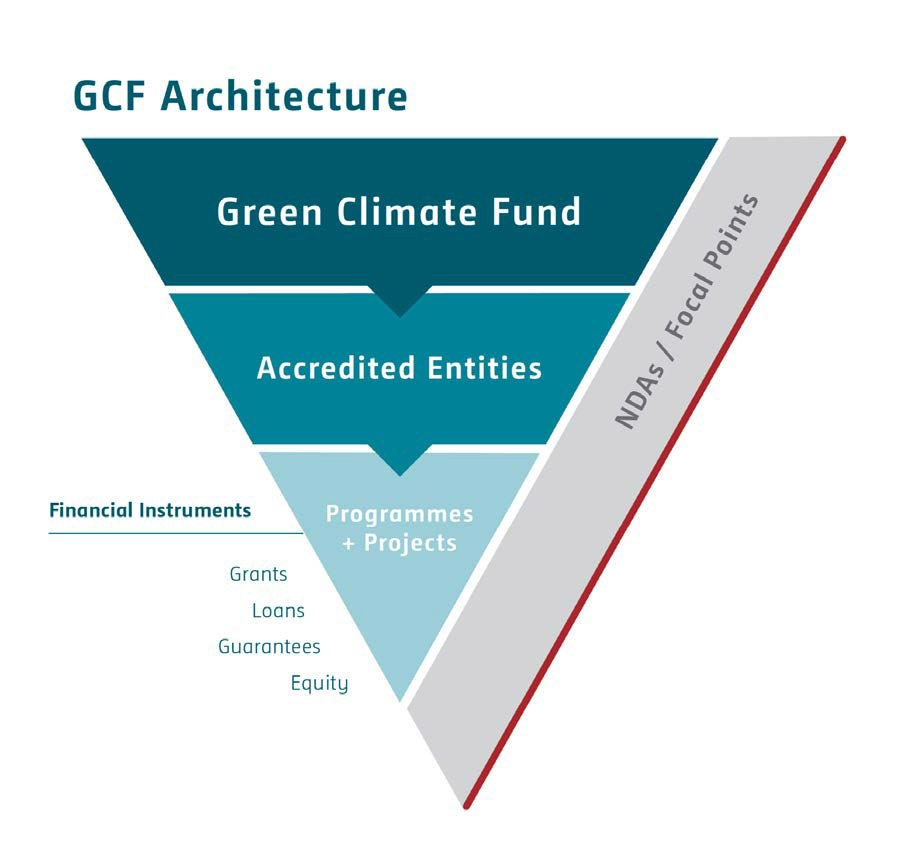 GCF Architecture
Green Climate Fund
Accredited Entities
Programmes
+ Projects
NDAs / Focal Points
Financial Instruments
Grants
Loans
Guarantees
Equity